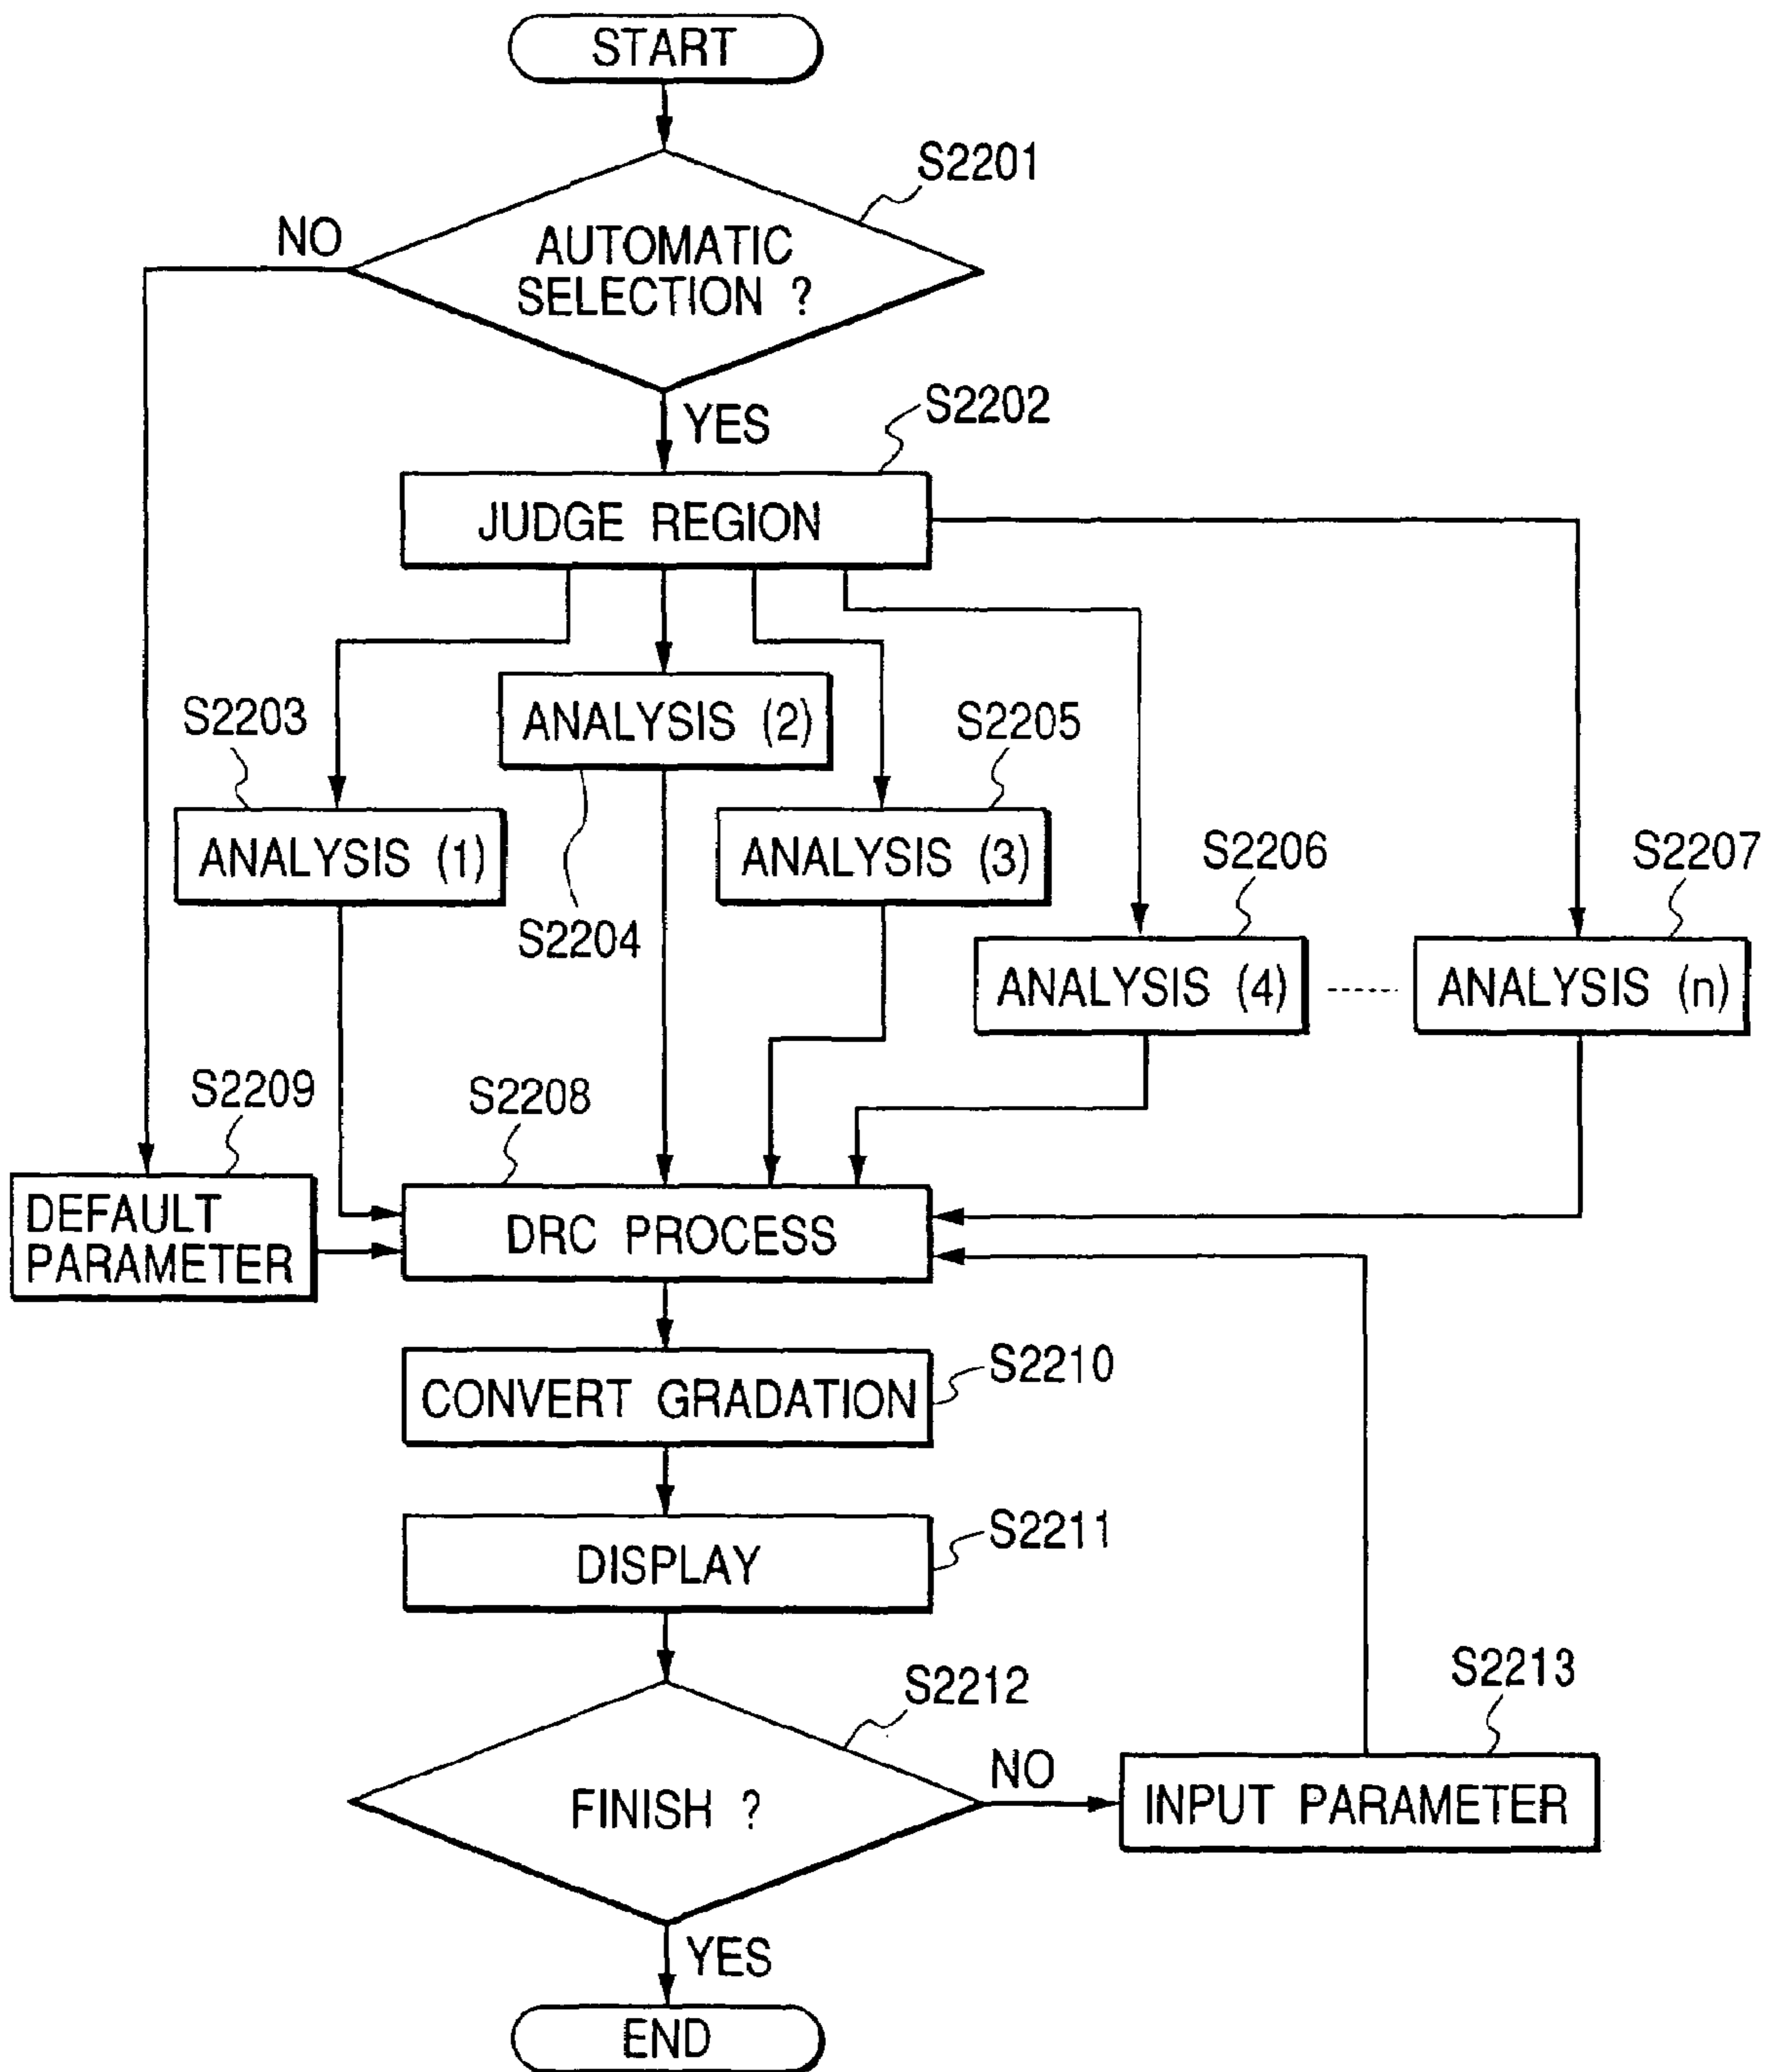 START
S2201
NO
AUTOMATIC
SELECTION ?
YES
S2202
JUDGE REGION
S2203
ANALYSIS (2)
S2205
ANALYSIS (1)
S2204
ANALYSIS (3)
S2206
S2207
ANALYSIS (4)
ANALYSIS (n)
S2209
S2208
DEFAULT
PARAMETER
DRC PROCESS
CONVERT GRADATION
S2210
DISPLAY
S2211
S2212
S2213
FINISH ?
NO
INPUT PARAMETER
YES
END